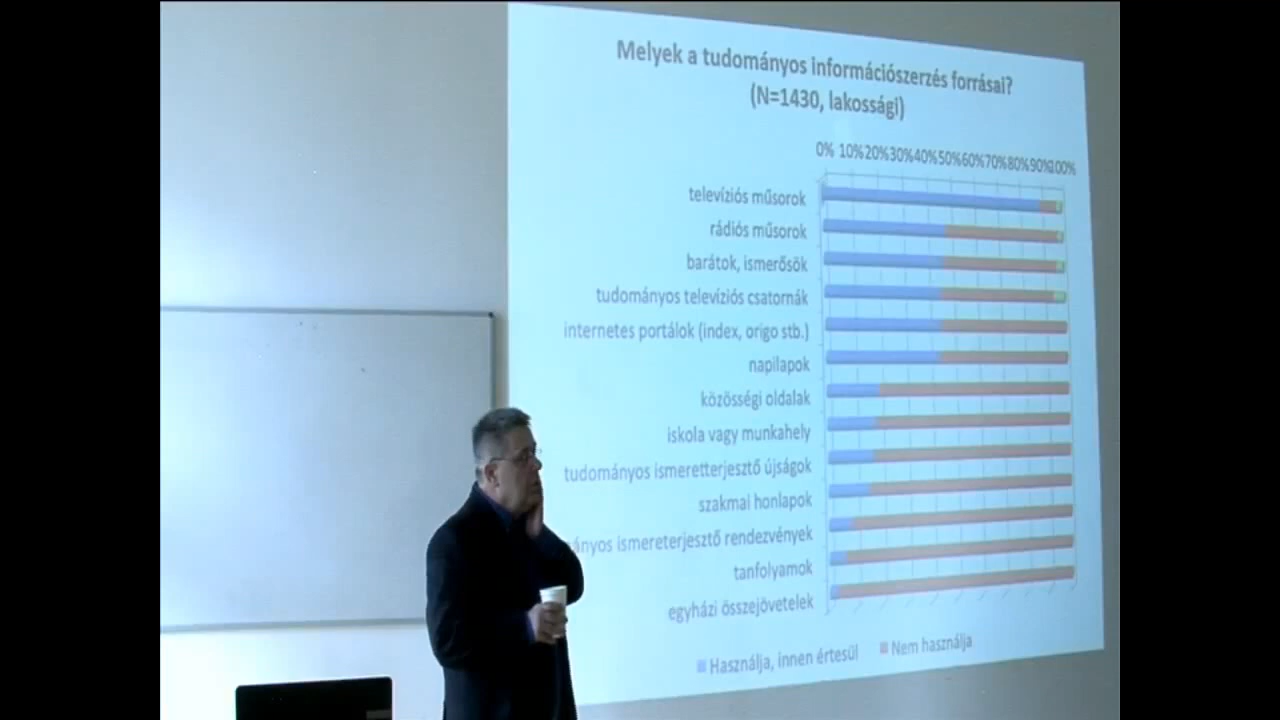 Melyek a tudományos információszerzés forrásai?
(N=1430, lakossági)
0% 10% 20% 30% 40% 50% 60% 70% 80% 90% 100%
televíziós műsorok
rádiós műsorok
barátok, ismerősök
tudományos televíziós csatornák
internetes portálok (index, origo stb.)
napilapok
közösségi oldalak
iskola vagy munkahely
tudományos ismeretterjesztő újságok
szakmai honlapok
ismereterjesztő rendezvények
tanfolyamok
egyházi összejövetelek
Használja, innen értesül Nem használja